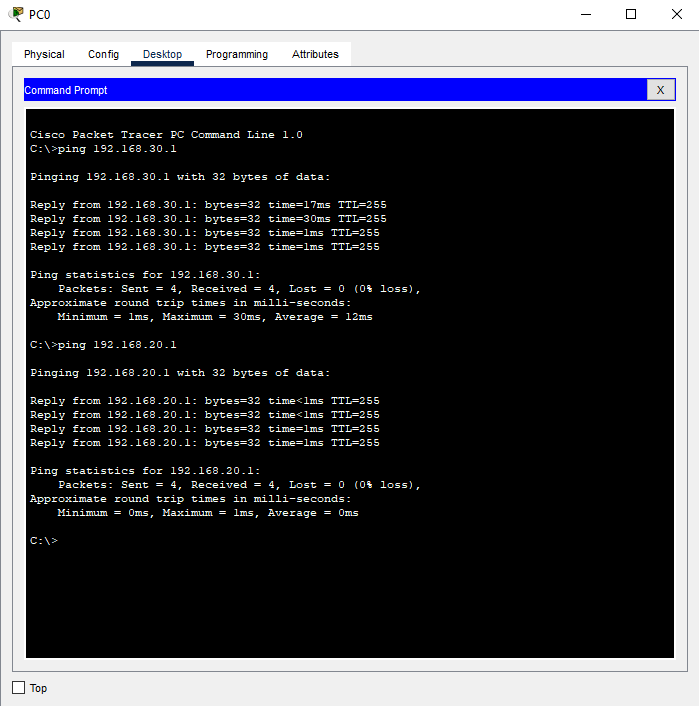 PC0
Physical Config Desktop Programming Attributes
Command Prompt X
Cisco Packet Tracer PC Command Line 1.0
C:\>ping 192.168.30.1
Pinging 192.168.30.1 with 32 bytes of data:
Reply from 192.168.30.1: bytes=32 time=17ms TTL=255
Reply from 192.168.30.1: bytes=32 time=30ms TTL=255
Reply from 192.168.30.1: bytes=32 time=1ms TTL=255
Reply from 192.168.30.1: bytes=32 time=1ms TTL=255
Ping statistics for 192.168.30.1:
Packets: Sent = 4, Received = 4, Lost = 0 (0% loss),
Approximate round trip times in milli-seconds:
Minimum = 1ms, Maximum = 30ms, Average = 12ms
C:\>ping 192.168.20.1
Pinging 192.168.20.1 with 32 bytes of data:
Reply from 192.168.20.1: bytes=32 time<1ms TTL=255
Reply from 192.168.20.1: bytes=32 time<1ms TTL=255
Reply from 192.168.20.1: bytes=32 time=1ms TTL=255
Reply from 192.168.20.1: bytes=32 time=1ms TTL=255
Ping statistics for 192.168.20.1:
Packets: Sent = 4, Received = 4, Lost = 0 (0% loss),
Approximate round trip times in milli-seconds:
Minimum = 0ms, Maximum = 1ms, Average = 0ms
C:\>
Top